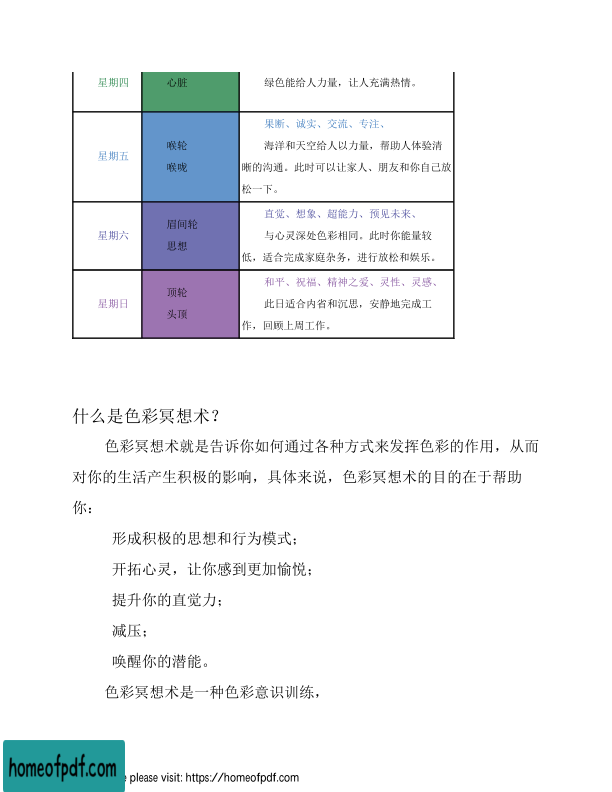 星期四 心脏 绿色能给人力量，让人充满热情。
果断、诚实、交流、专注、
星期五 喉轮 海洋和天空给人以力量，帮助人体验清
喉咙 晰的沟通。此时可以让家人、朋友和你自己放
松一下。
直觉、想象、超能力、预见未来、
星期六 眉间轮 与心灵深处色彩相同。此时你能量较
思想 低，适合完成家庭杂务，进行放松和娱乐。
和平、祝福、精神之爱、灵性、灵感、
星期日 顶轮 此日适合内省和沉思，安静地完成工
头顶 作，回顾上周工作。
什么是色彩冥想术？
色彩冥想术就是告诉你如何通过各种方式来发挥色彩的作用，从而
对你的生活产生积极的影响，具体来说，色彩冥想术的目的在于帮助
你：
形成积极的思想和行为模式；
开拓心灵，让你感到更加愉悦；
提升你的直觉力；
减压；
唤醒你的潜能。
色彩冥想术是一种色彩意识训练，
homeofpdf.com
please visit: https://homeofpdf.com